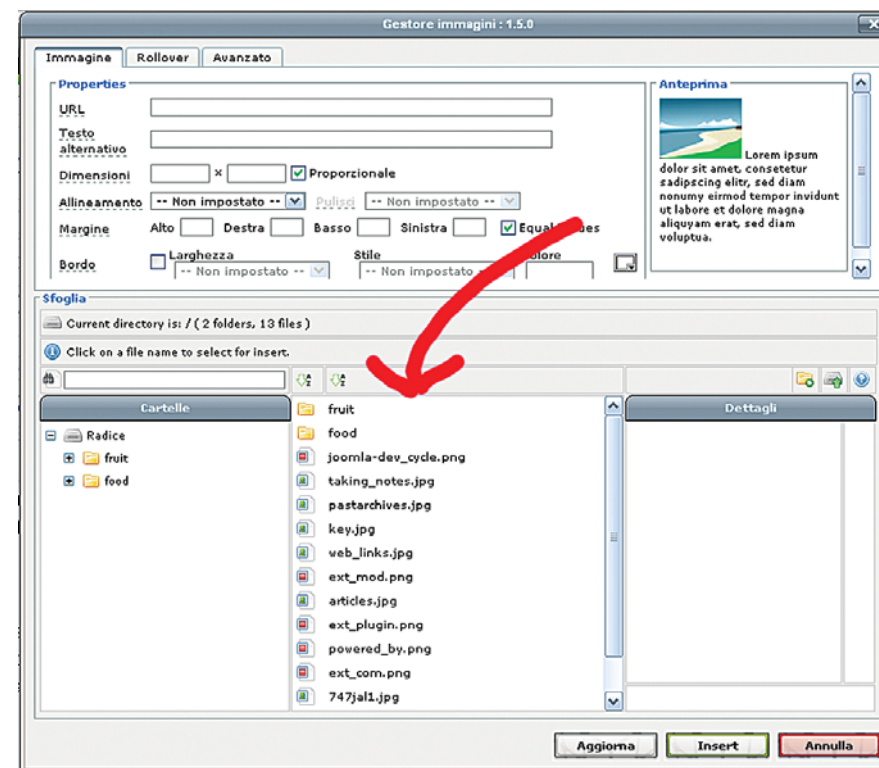 Gestore immagini : 1.5.0
Immagine Rollover Avanzato
Properties
URL
Testo
alternativo
Dimensioni × Proporzionale
Allineamento -- Non impostato -- Pulisci -- Non impostato --
Margine Alto Destra Basso Sinistra Equal
Bordo Larghezza Stile
-- Non impostato -- -- Non impostato --
Anteprima
Lorem ipsum
dolor sit amet, consetetur
sadipscing elitr, sed diam
nonumy eirmod tempor invidunt
ut labore et dolore magna
aliquyam erat, sed diam
voluptua.
Sfoglia
Current directory is: / ( 2 folders, 13 files )
Click on a file name to select for insert.
Cartelle
Radice
fruit
food
fruit
food
joomla-dev_cycle.png
taking_notes.jpg
pastarchives.jpg
key.jpg
web_links.jpg
ext_mod.png
articles.jpg
ext_plugin.png
powered_by.png
ext_com.png
747jal1.jpg
Dettagli
Aggiorna Insert Annulla